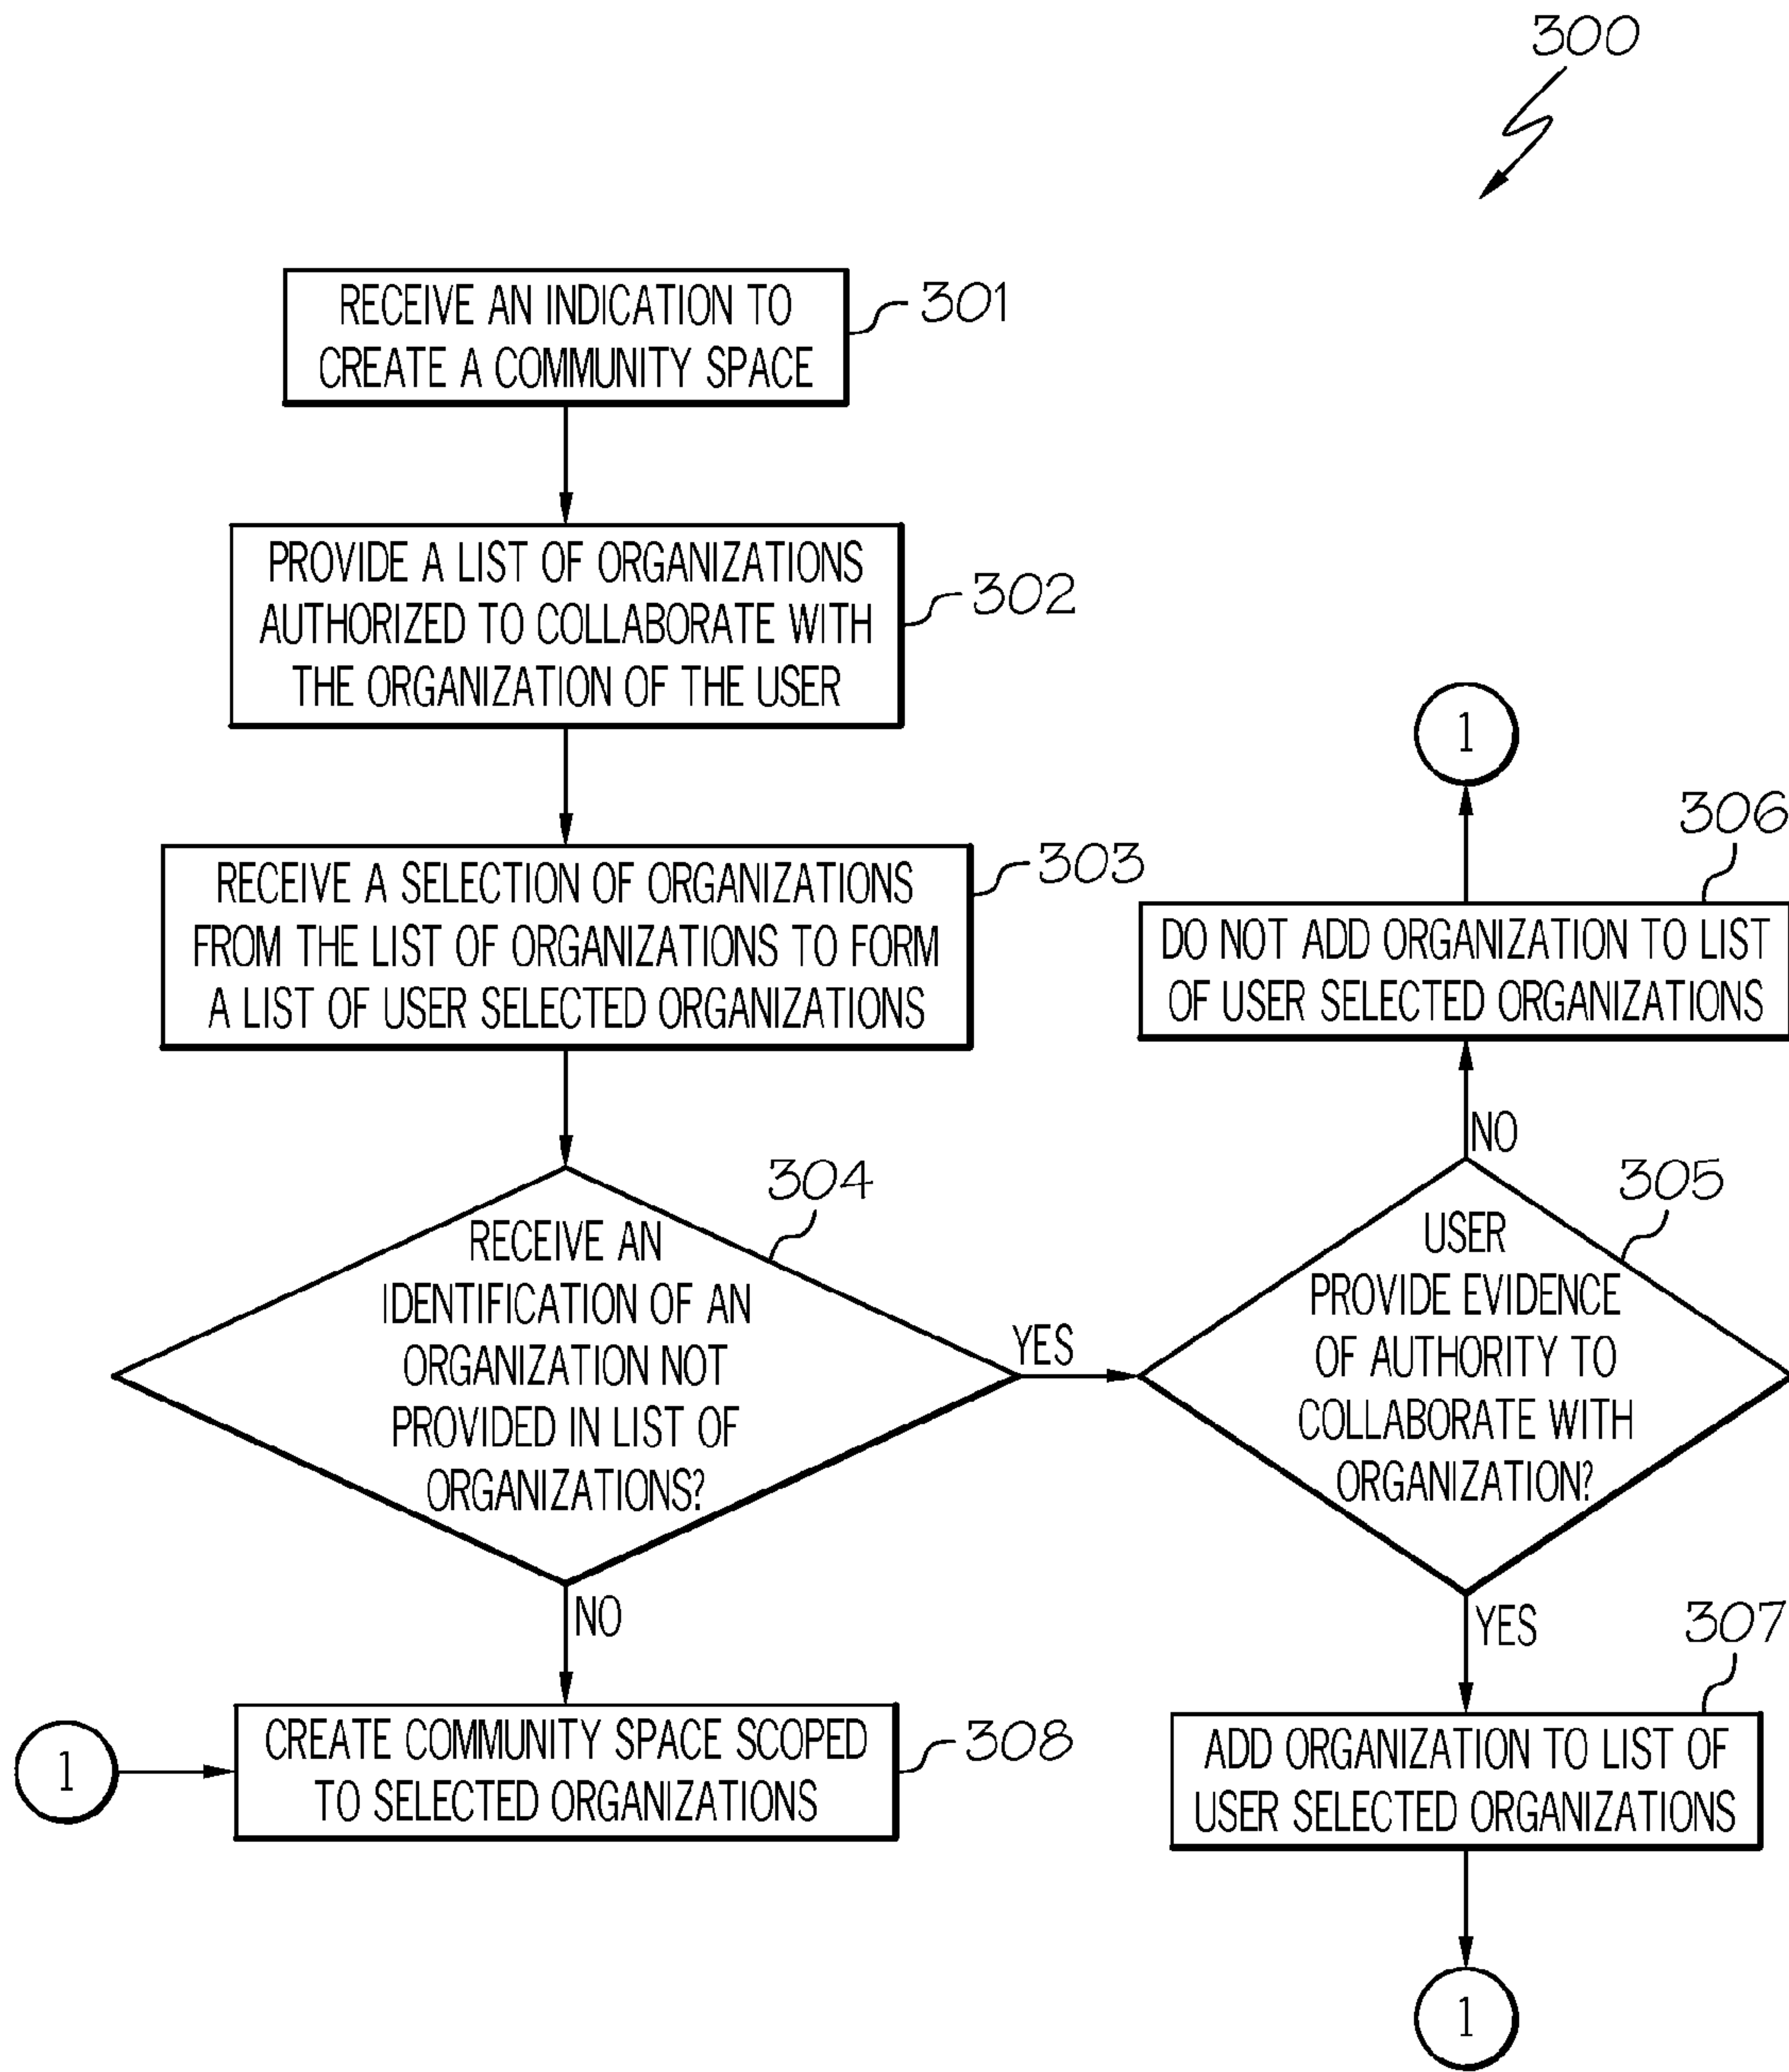 300
RECEIVE AN INDICATION TO
CREATE A COMMUNITY SPACE
301
PROVIDE A LIST OF ORGANIZATIONS
AUTHORIZED TO COLLABORATE WITH
THE ORGANIZATION OF THE USER
302
RECEIVE A SELECTION OF ORGANIZATIONS
FROM THE LIST OF ORGANIZATIONS TO FORM
A LIST OF USER SELECTED ORGANIZATIONS
303
RECEIVE AN
IDENTIFICATION OF AN
ORGANIZATION NOT
PROVIDED IN LIST OF
ORGANIZATIONS?
304
YES
NO
1
CREATE COMMUNITY SPACE SCOPED
TO SELECTED ORGANIZATIONS
308
1
306
DO NOT ADD ORGANIZATION TO LIST
OF USER SELECTED ORGANIZATIONS
NO
305
USER
PROVIDE EVIDENCE
OF AUTHORITY TO
COLLABORATE WITH
ORGANIZATION?
YES
307
ADD ORGANIZATION TO LIST OF
USER SELECTED ORGANIZATIONS
1